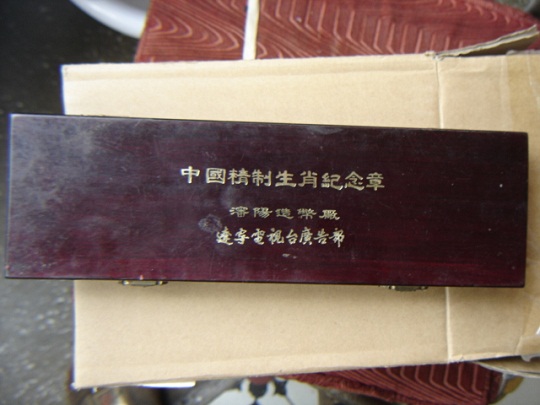 中國精制生肖紀念章
瀋陽造幣厰
遼寧電視台廣告部